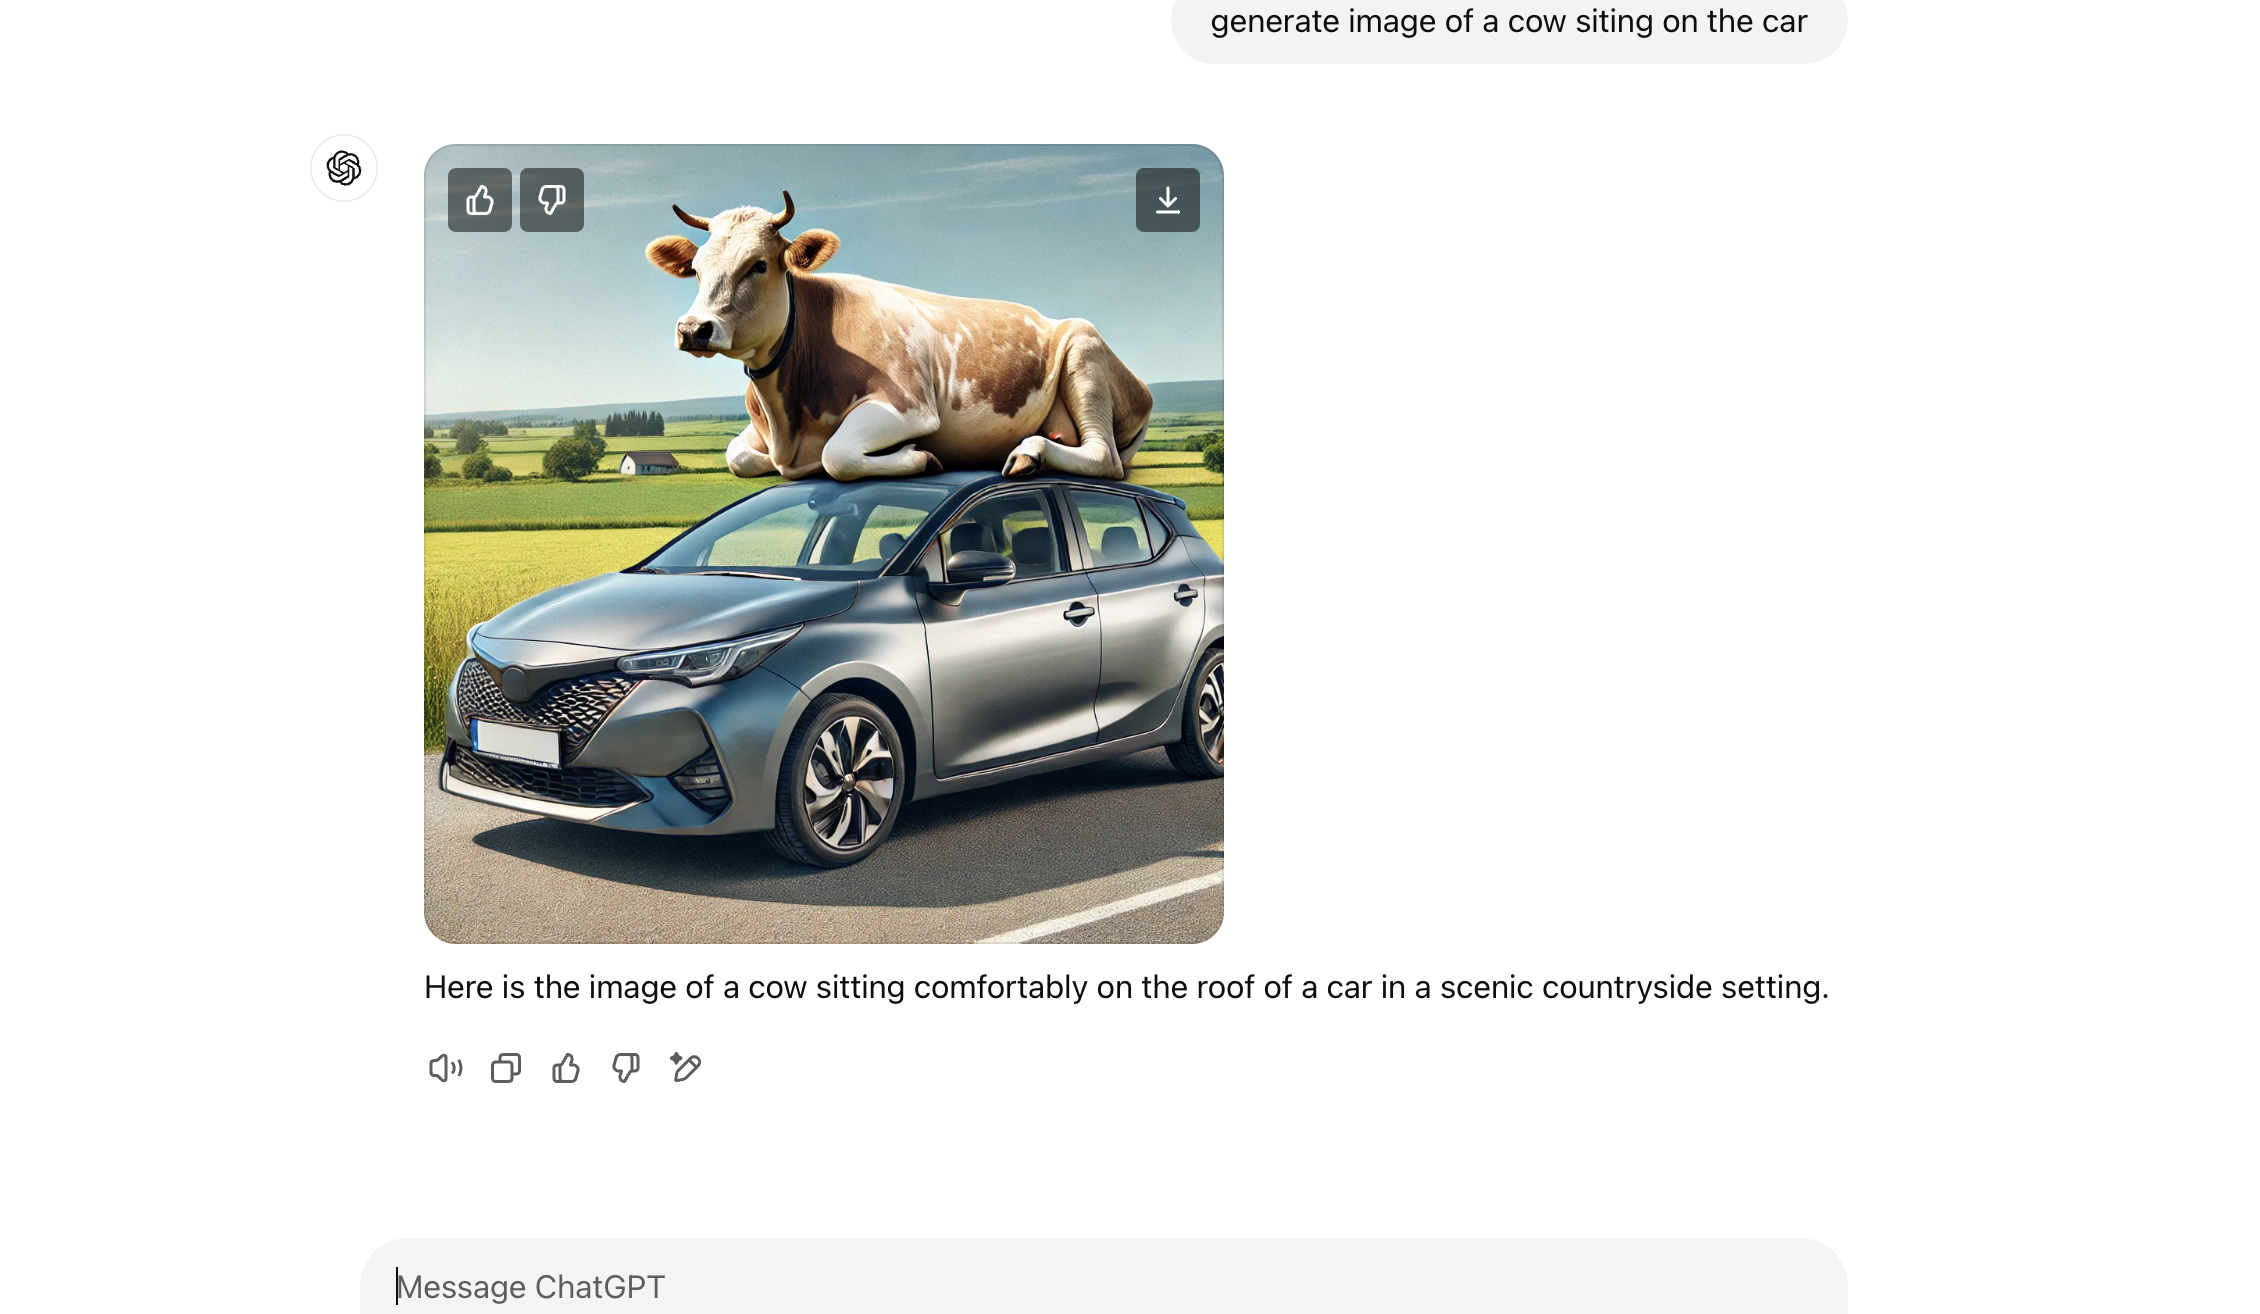 generate image of a cow siting on the car
Here is the image of a cow sitting comfortably on the roof of a car in a scenic countryside setting.
Message ChatGPT